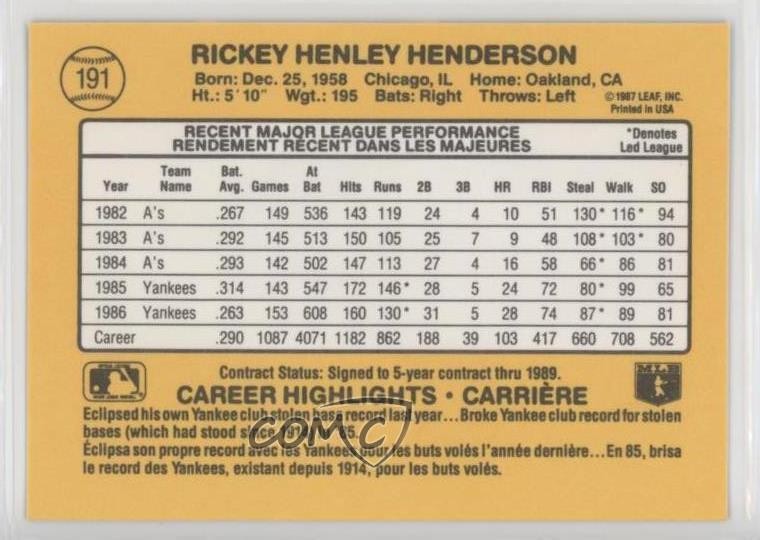 191
RICKEY HENLEY HENDERSON
Born: Dec. 25, 1958 Chicago, IL Home: Oakland, CA
Ht.: 5'10" Wgt.: 195 Bats: Right Throws: Left
©1987 LEAF, INC.
Printed in USA
RECENT MAJOR LEAGUE PERFORMANCE
RENDEMENT RÉCENT DANS LES MAJEURES
*Denotes
Led League
Year Team Name Bat. Avg. Games At Bat Hits Runs 2B 3B HR RBI Steal Walk SO
1982 A's .267 149 536 143 119 24 4 10 51 130* 116* 94
1983 A's .292 145 513 150 105 25 7 9 48 108* 103* 80
1984 A's .293 142 502 147 113 27 4 16 58 66* 86 81
1985 Yankees .314 143 547 172 146* 28 5 24 72 80* 99 65
1986 Yankees .263 153 608 160 130* 31 5 28 74 87* 89 81
Career .290 1087 4071 1182 862 188 39 103 417 660 708 562
Contract Status: Signed to 5-year contract thru 1989.
MLB
CAREER HIGHLIGHTS • CARRIÈRE
Eclipsed his own Yankee club stolen base record last year...Broke Yankee club record for stolen
bases (which had stood since 1914) in '85.
Éclipsa son propre record avec les Yankees pour les buts volés l'année dernière...En 85, brisa
le record des Yankees, existant depuis 1914, pour les buts volés.
COMC